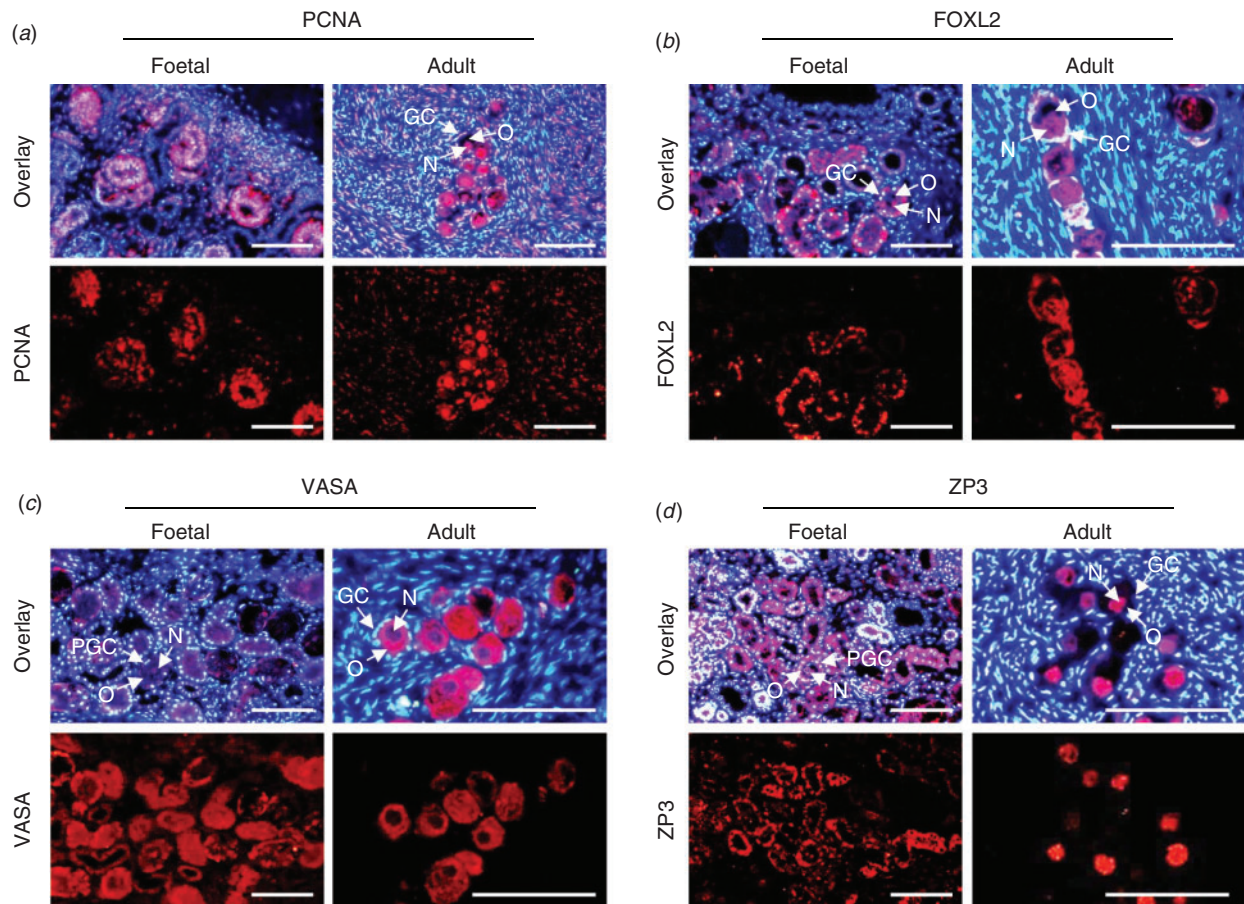 (a)
PCNA
Foetal
Adult
Overlay
GC
O
N
PCNA
(b)
FOXL2
Foetal
Adult
Overlay
GC
O
N
O
N
GC
FOXL2
(c)
VASA
Foetal
Adult
Overlay
PGC
N
O
GC
N
O
VASA
(d)
ZP3
Foetal
Adult
Overlay
PGC
O
N
N
GC
O
ZP3